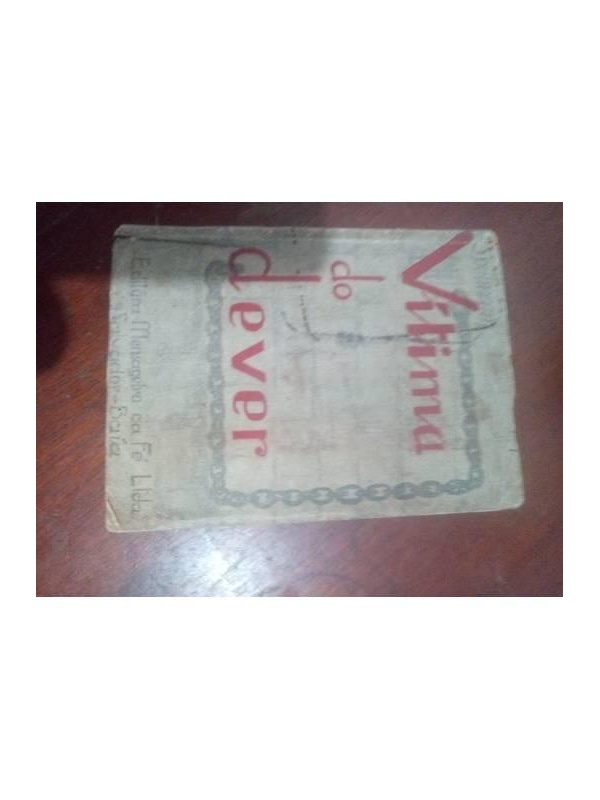 Vítima
do
dever
Editora Mensageiro da Fé Ltda.
Salvador - Bahia